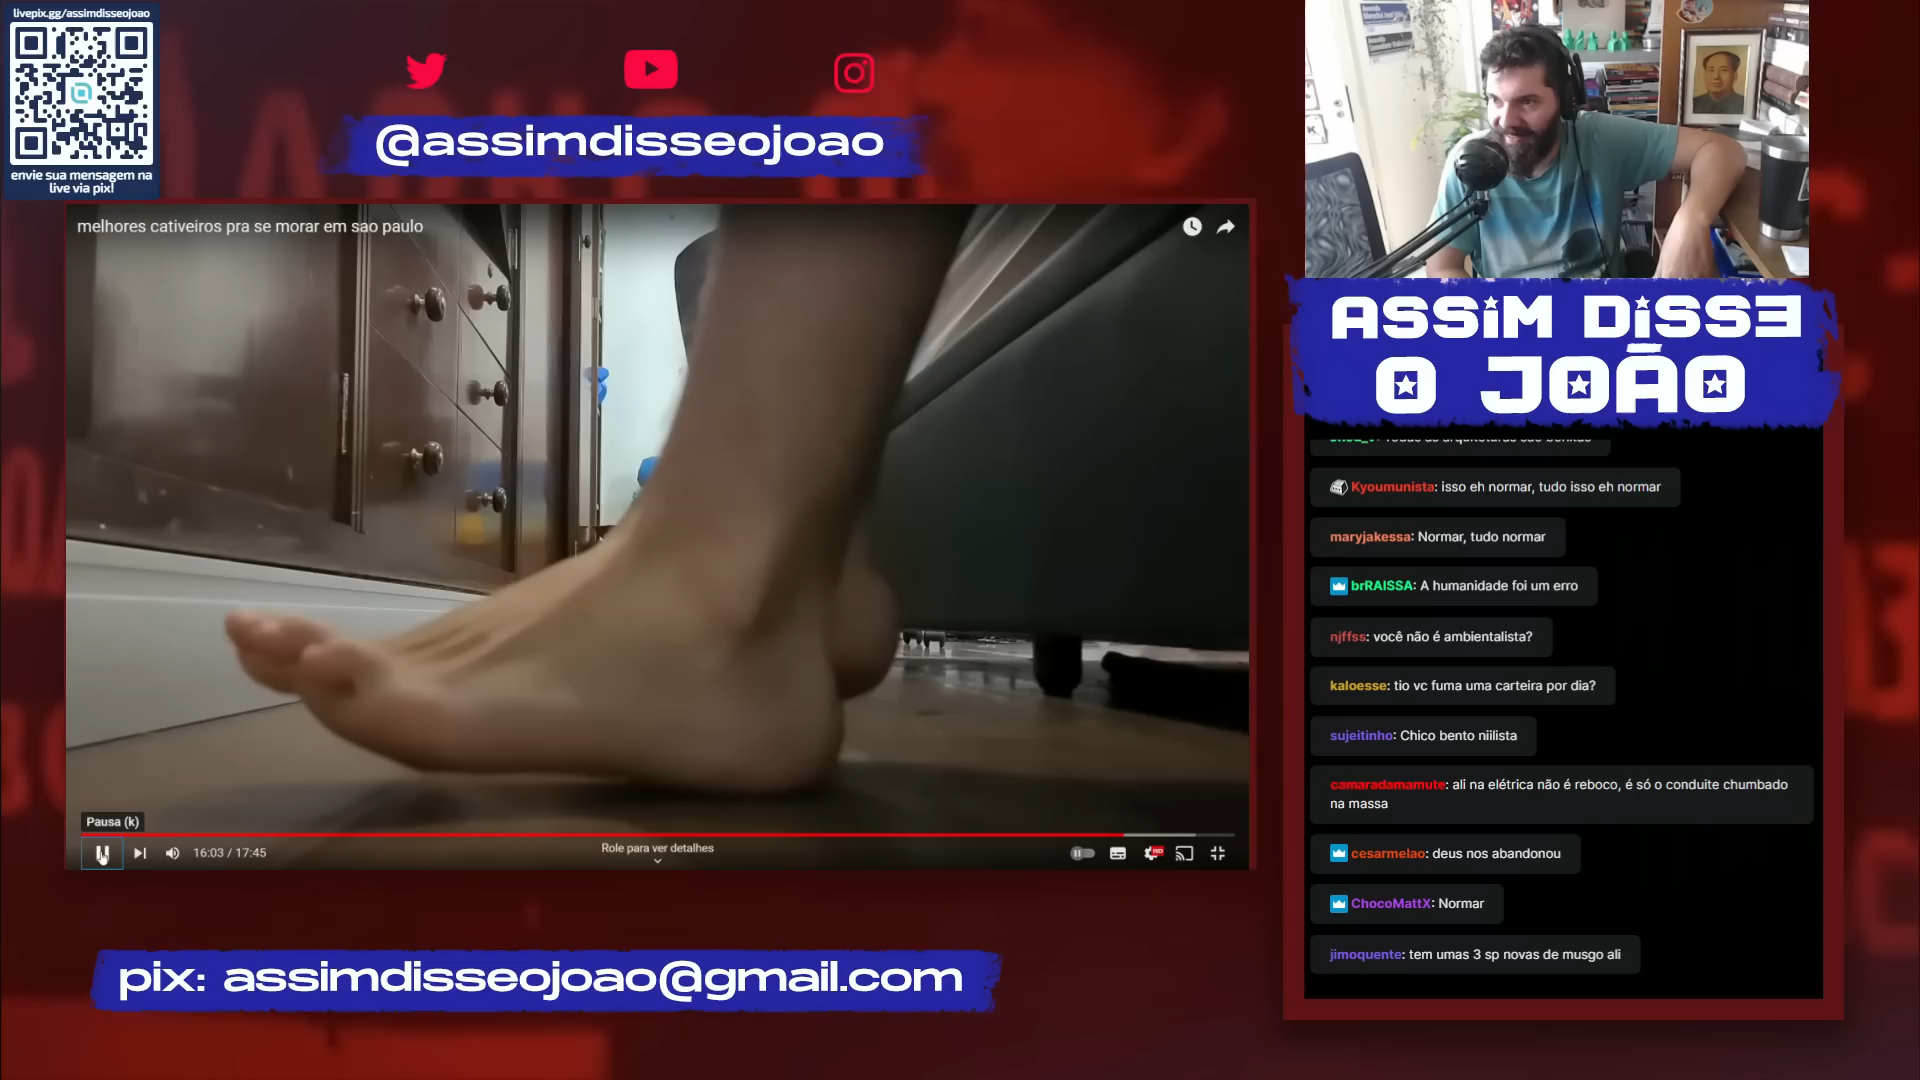 livepix.gg/assimdisseojoao
envie sua mensagem na
live via pix!
@assimdisseojoao
melhores cativeiros pra se morar em sao paulo
Pausa (k)
16:03 / 17:45
Role para ver detalhes
HD
pix: assimdisseojoao@gmail.com
ASSiM DiSSE
O JOÃO
Kyoumunista: isso eh normar, tudo isso eh normar
maryjakessa: Normar, tudo normar
brRAISSA: A humanidade foi um erro
njffss: você não é ambientalista?
kaloesse: tio vc fuma uma carteira por dia?
sujeitinho: Chico bento niilista
camaradamamute: ali na elétrica não é reboco, é só o conduite chumbado
na massa
cesarmelao: deus nos abandonou
ChocoMattX: Normar
jimoquente: tem umas 3 sp novas de musgo ali